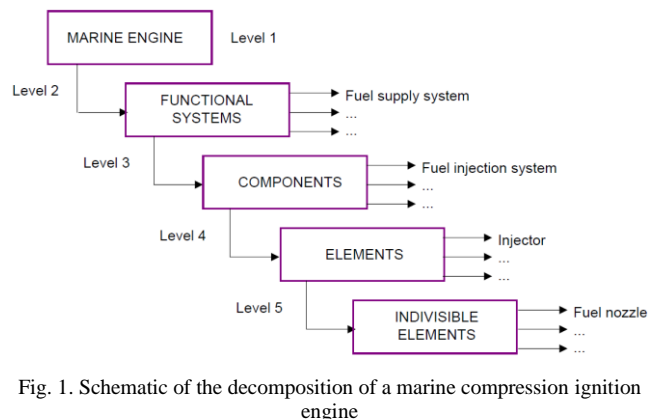 MARINE ENGINE
Level 1
Level 2
FUNCTIONAL
SYSTEMS
Fuel supply system
...
...
Level 3
COMPONENTS
Fuel injection system
...
...
Level 4
ELEMENTS
Injector
...
...
Level 5
INDIVISIBLE
ELEMENTS
Fuel nozzle
...
...
Fig. 1. Schematic of the decomposition of a marine compression ignition
engine